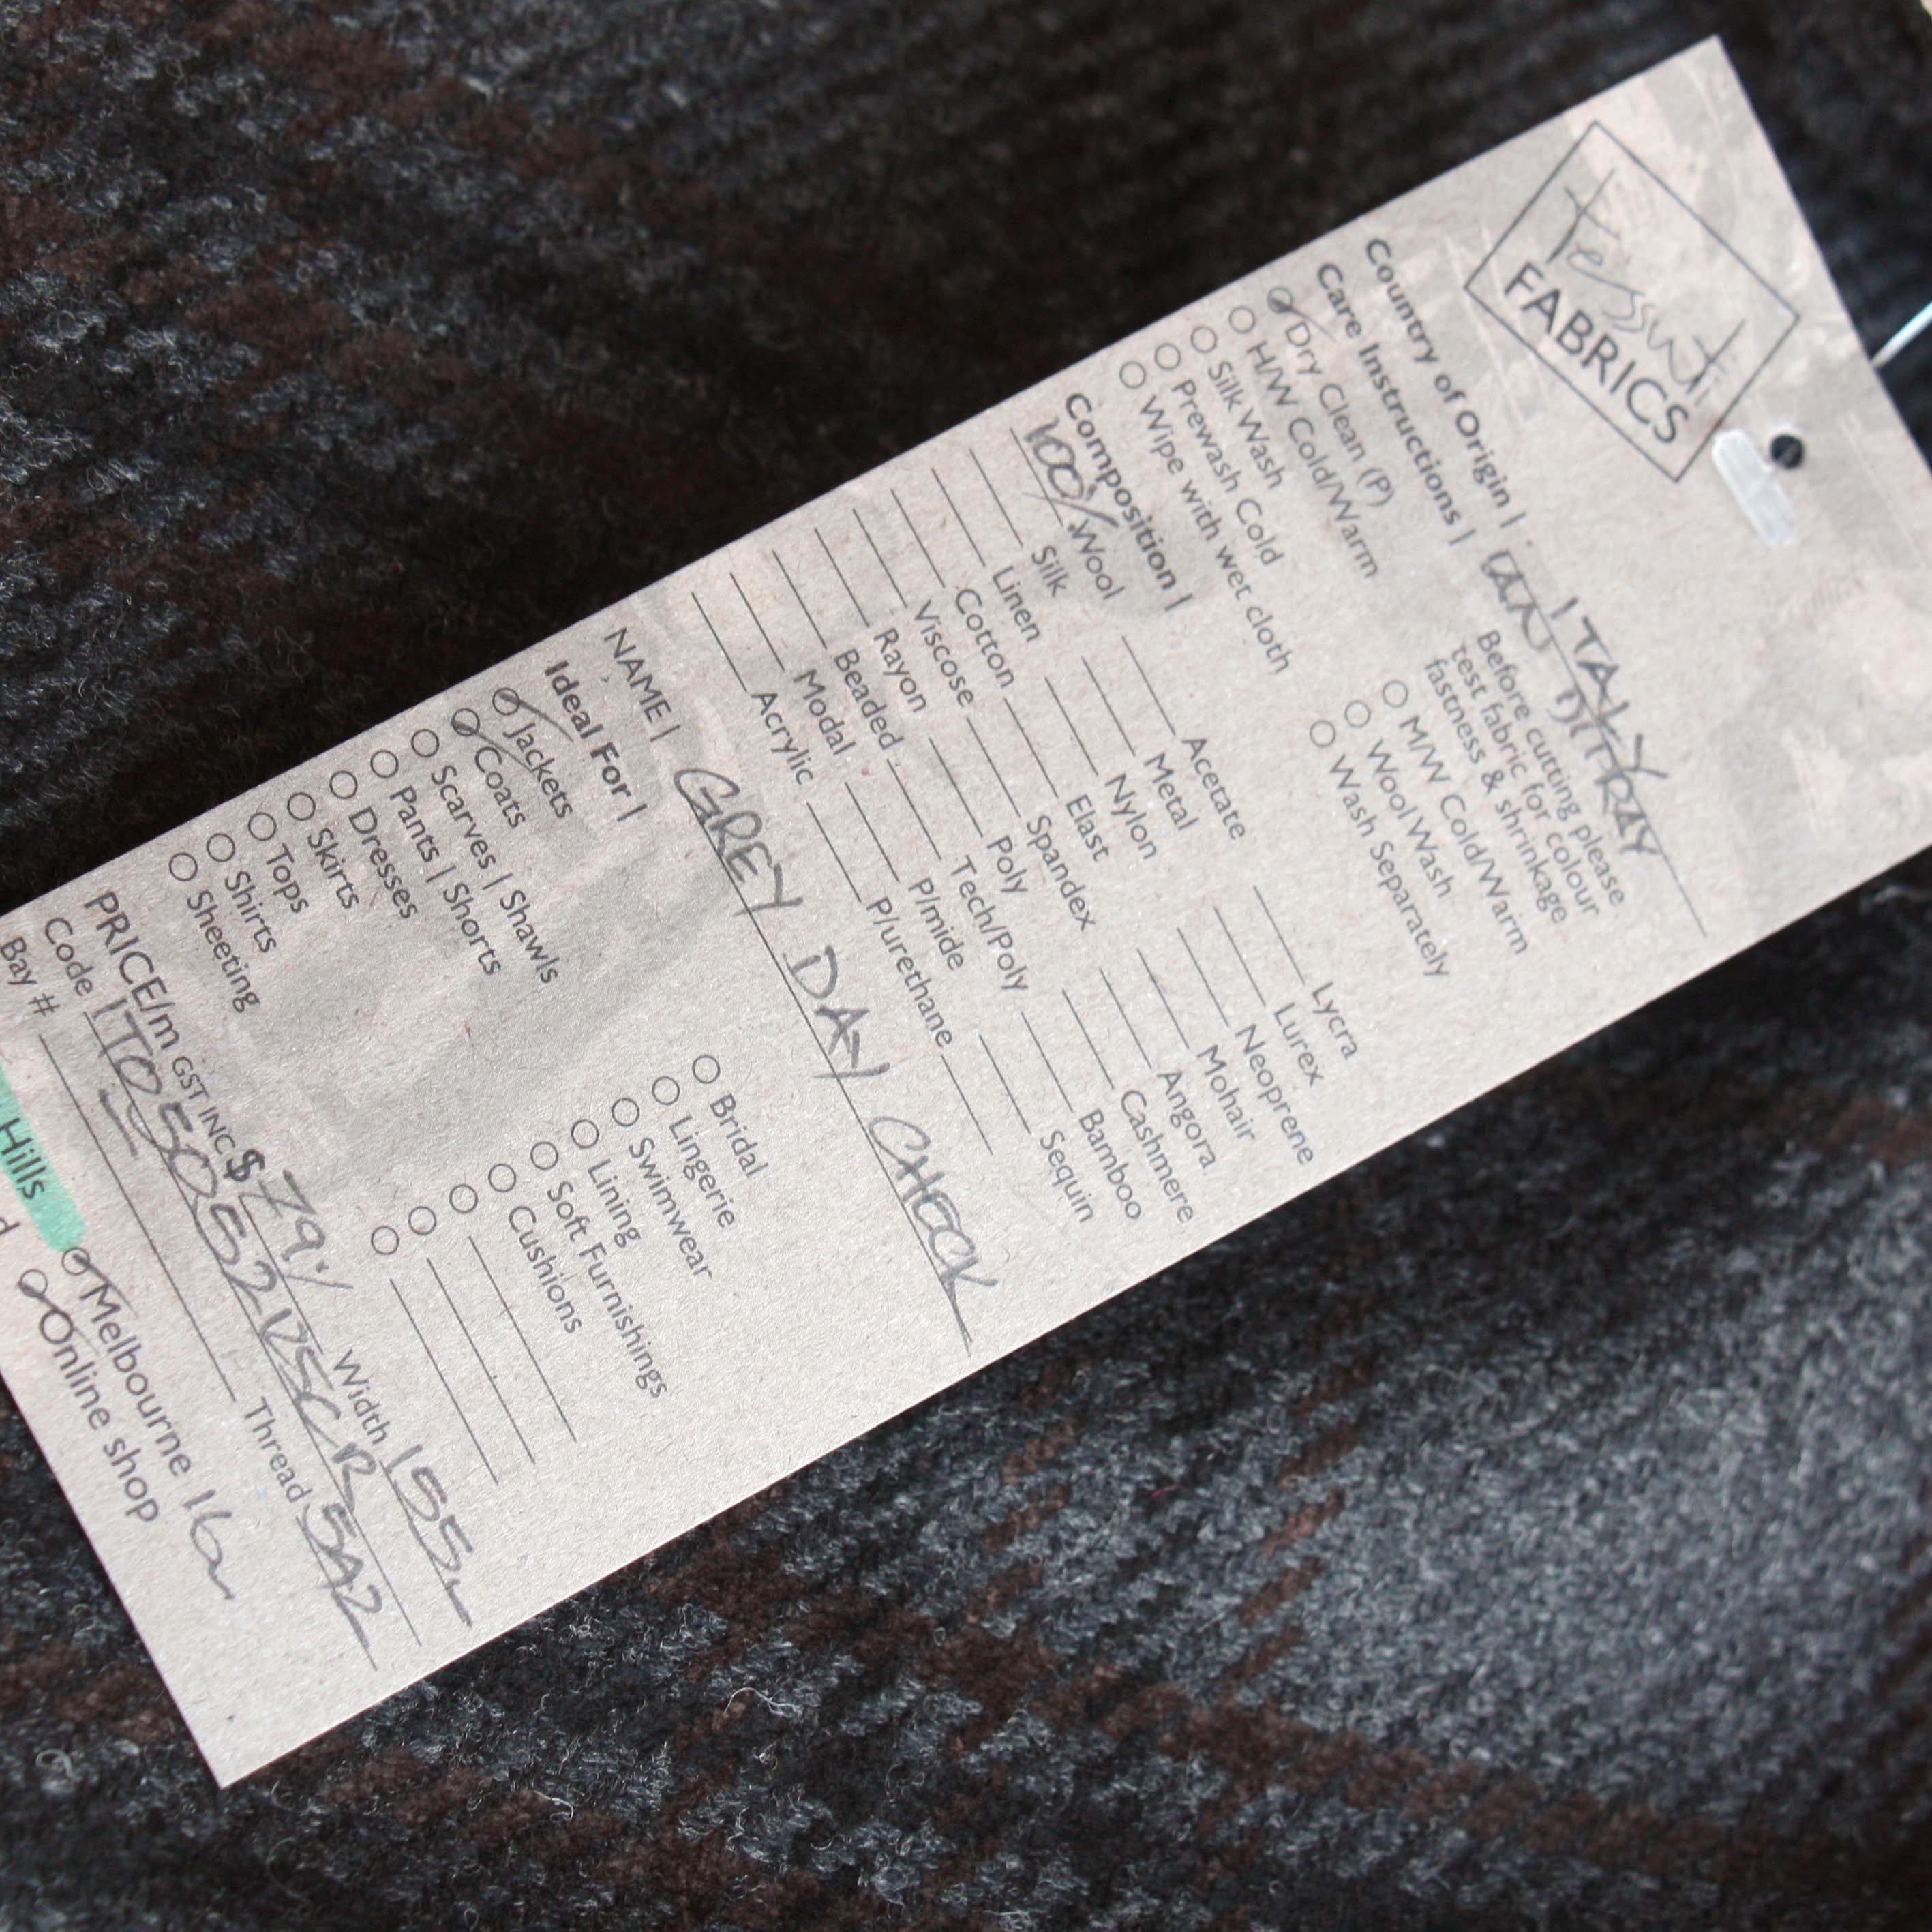 tessuti
FABRICS
Country of Origin | ITALY
Care Instructions |
Before cutting please
test fabric for colour
fastness & shrinkage
Dry Clean (P)
H/W Cold/Warm
Silk Wash
Prewash Cold
Wipe with wet cloth
M/W Cold/Warm
Wool Wash
Wash Separately
Composition |
100% Wool Acetate Lycra
Silk Metal Lurex
Linen Nylon Neoprene
Cotton Elast Mohair
Viscose Spandex Angora
Rayon Poly Cashmere
Beaded Tech/Poly Bamboo
Modal P/mide Sequin
Acrylic P/urethane
NAME | GREY DAY CHECK
Ideal For |
Jackets Bridal
Coats Lingerie
Scarves | Shawls Swimwear
Pants | Shorts Lining
Dresses Soft Furnishings
Skirts Cushions
Tops
Shirts
Sheeting
PRICE/m GST INC $ 79 Width 155
Code
Bay # Thread 5A2
Hills Melbourne 16
Online shop